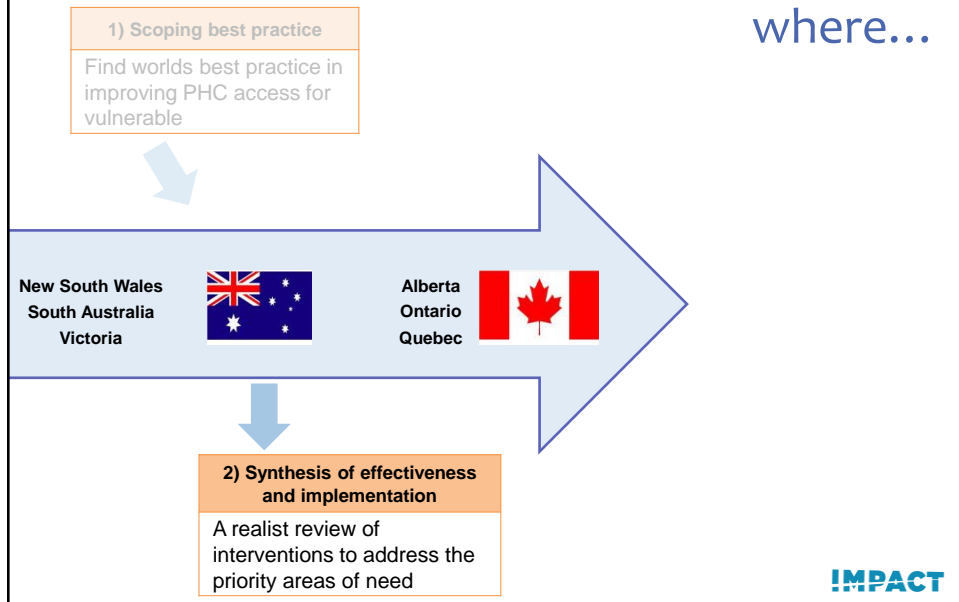 where...
1) Scoping best practice
Find worlds best practice in
improving PHC access for
vulnerable
New South Wales
South Australia
Victoria
Alberta
Ontario
Quebec
2) Synthesis of effectiveness
and implementation
A realist review of
interventions to address the
priority areas of need
IMPACT